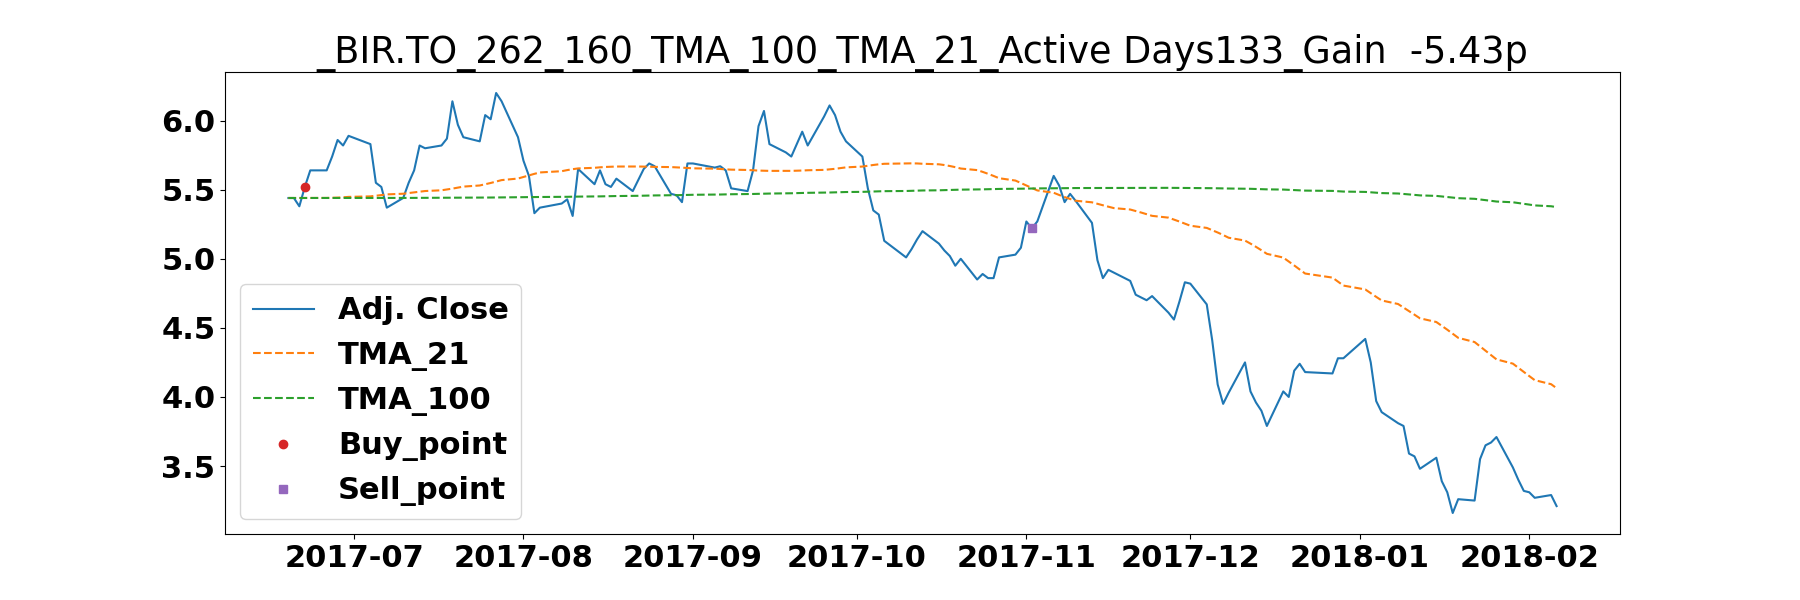 _BIR.TO_262_160_TMA_100_TMA_21_Active Days133_Gain  -5.43p
6.0
5.5
5.0
4.5
4.0
3.5
Adj. Close
TMA_21
TMA_100
Buy_point
Sell_point
2017-07 2017-08 2017-09 2017-10 2017-11 2017-12 2018-01 2018-02